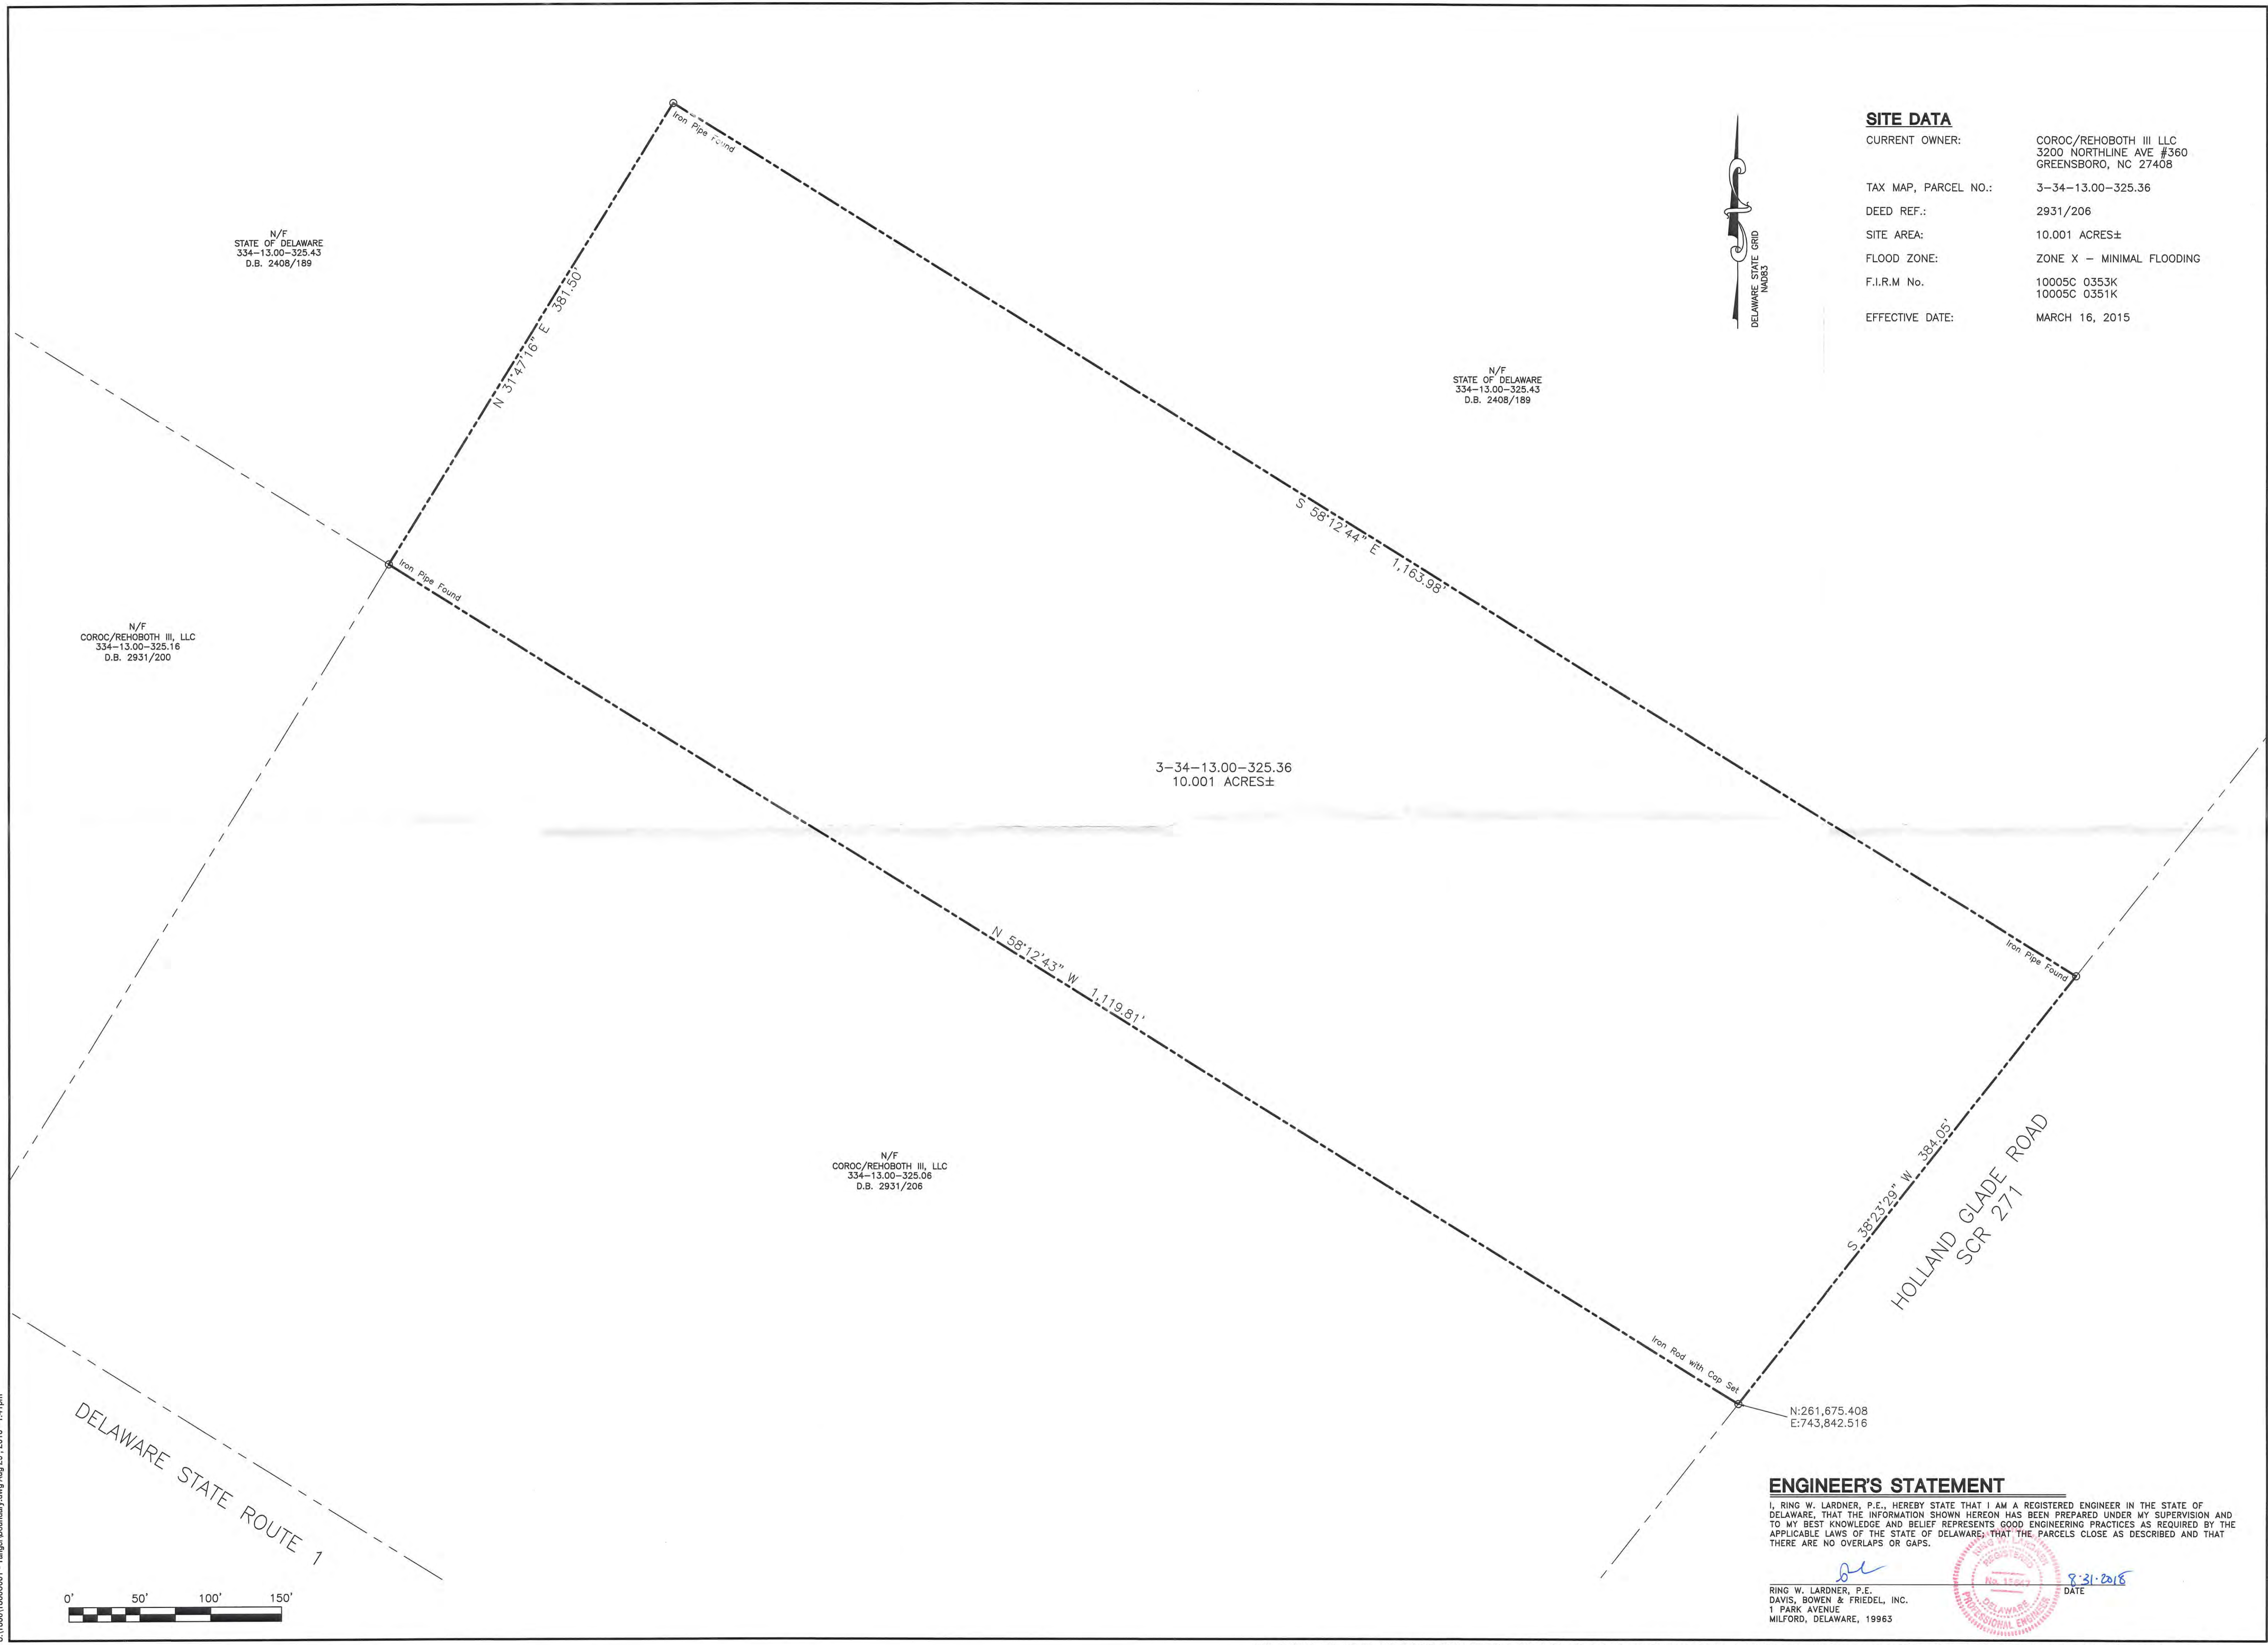 SITE DATA
CURRENT OWNER: COROC/REHOBOTH III LLC
3200 NORTHLINE AVE #360
GREENSBORO, NC 27408
TAX MAP, PARCEL NO.: 3-34-13.00-325.36
DEED REF.: 2931/206
SITE AREA: 10.001 ACRES±
FLOOD ZONE: ZONE X - MINIMAL FLOODING
F.I.R.M No. 10005C 0353K
10005C 0351K
EFFECTIVE DATE: MARCH 16, 2015
DELAWARE STATE GRID
NAD83
Iron Pipe Found
N/F
STATE OF DELAWARE
334-13.00-325.43
D.B. 2408/189
N 31°47'16" E 381.50'
N/F
STATE OF DELAWARE
334-13.00-325.43
D.B. 2408/189
S 58°12'44" E 1,163.98'
Iron Pipe Found
N/F
COROC/REHOBOTH III, LLC
334-13.00-325.16
D.B. 2931/200
3-34-13.00-325.36
10.001 ACRES±
N 58°12'43" W 1,119.81'
Iron Pipe Found
N/F
COROC/REHOBOTH III, LLC
334-13.00-325.06
D.B. 2931/206
S 38°23'29" W 384.05'
HOLLAND GLADE ROAD
SCR 271
Iron Rod with Cap Set
N:261,675.408
E:743,842.516
DELAWARE STATE ROUTE 1
0' 50' 100' 150'
ENGINEER'S STATEMENT
I, RING W. LARDNER, P.E., HEREBY STATE THAT I AM A REGISTERED ENGINEER IN THE STATE OF
DELAWARE, THAT THE INFORMATION SHOWN HEREON HAS BEEN PREPARED UNDER MY SUPERVISION AND
TO MY BEST KNOWLEDGE AND BELIEF REPRESENTS GOOD ENGINEERING PRACTICES AS REQUIRED BY THE
APPLICABLE LAWS OF THE STATE OF DELAWARE; THAT THE PARCELS CLOSE AS DESCRIBED AND THAT
THERE ARE NO OVERLAPS OR GAPS.
8·31·2018
RING W. LARDNER, P.E. DATE
DAVIS, BOWEN & FRIEDEL, INC.
1 PARK AVENUE
MILFORD, DELAWARE, 19963
RING W. LARDNER
REGISTERED
No.
DELAWARE
PROFESSIONAL ENGINEER